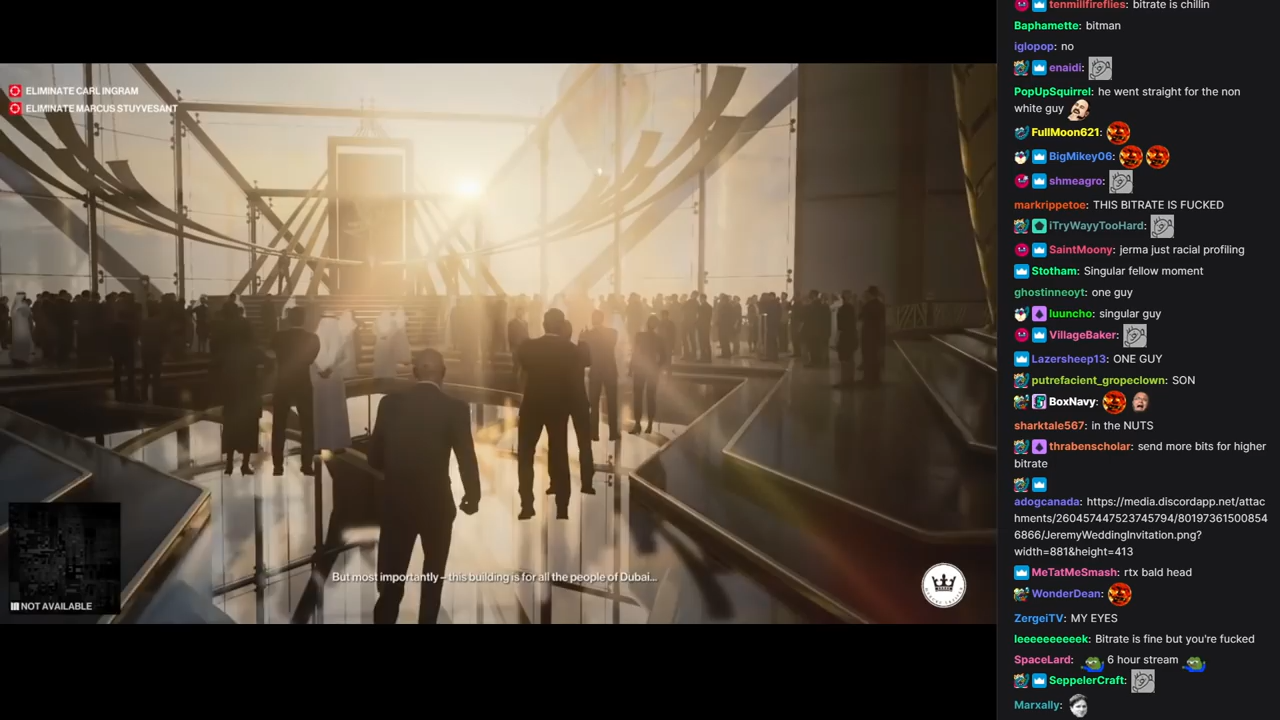 ELIMINATE CARL INGRAM
ELIMINATE MARCUS STUYVESANT
But most importantly – this building is for all the people of Dubai...
NOT AVAILABLE
tenmillfireflies: bitrate is chillin
Baphamette: bitman
iglopop: no
enaidi:
PopUpSquirrel: he went straight for the non
white guy
FullMoon621:
BigMikey06:
shmeagro:
markrippetoe: THIS BITRATE IS FUCKED
iTryWayyTooHard:
SaintMoony: jerma just racial profiling
Stotham: Singular fellow moment
ghostinneoyt: one guy
luuncho: singular guy
VillageBaker:
Lazersheep13: ONE GUY
putrefacient_gropeclown: SON
BoxNavy:
sharktale567: in the NUTS
thrabenscholar: send more bits for higher
bitrate
adogcanada: https://media.discordapp.net/attac
hments/260457447523745794/80197361500854
6866/JeremyWeddingInvitation.png?
width=881&height=413
MeTatMeSmash: rtx bald head
WonderDean:
ZergeiTV: MY EYES
leeeeeeeeeek: Bitrate is fine but you're fucked
SpaceLard: 6 hour stream
SeppelerCraft:
Marxally: